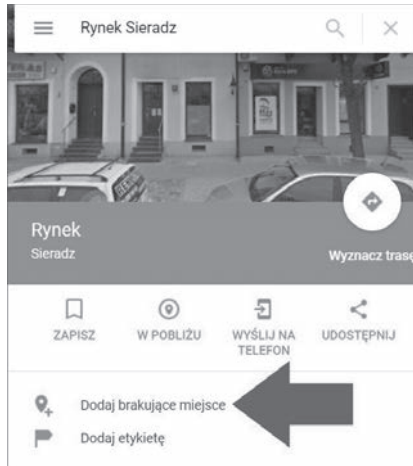 Rynek Sieradz
Rynek
Sieradz
Wyznacz trasę
ZAPISZ
W POBLIŻU
WYŚLIJ NA
TELEFON
UDOSTĘPNIJ
Dodaj brakujące miejsce
Dodaj etykietę